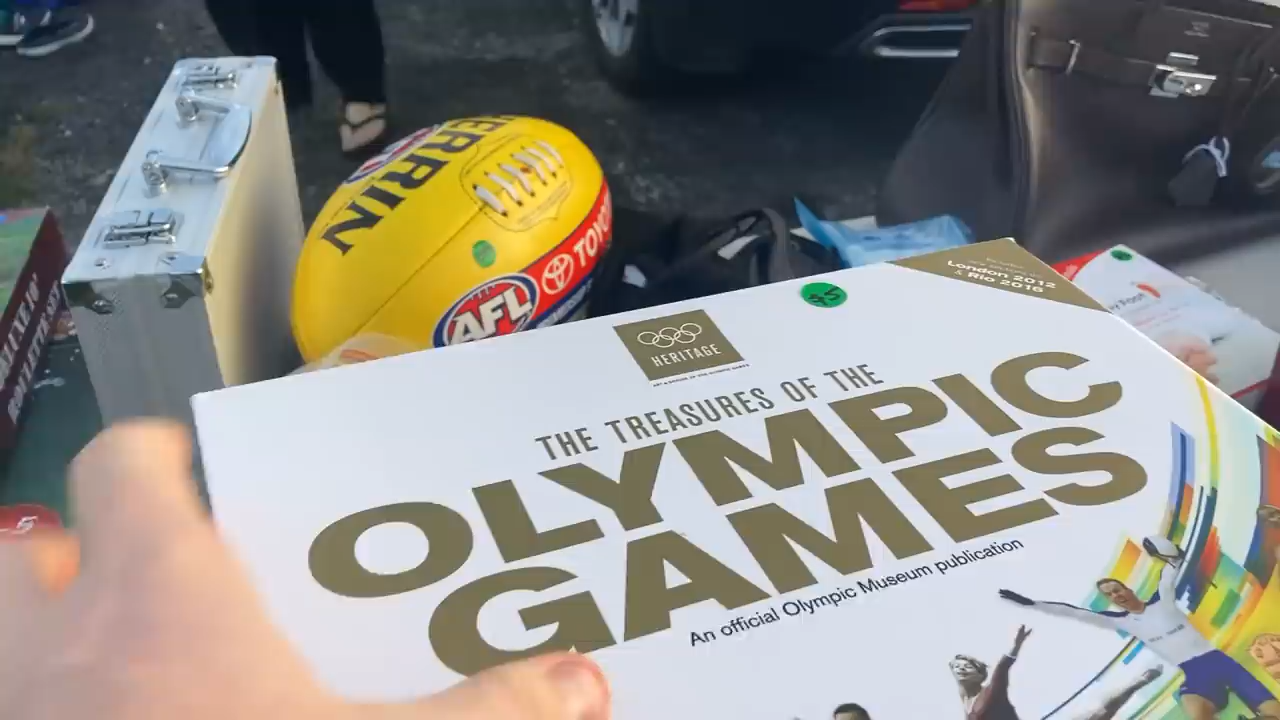 ERRIN
TOYO
AFL
London 2012
& Rio 2016
$5
HERITAGE
THE TREASURES OF THE
OLYMPIC
GAMES
An official Olympic Museum publication